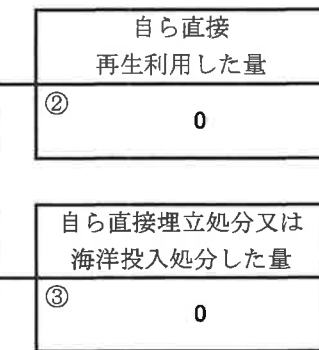 自ら直接
再生利用した量
② 0
自ら直接埋立処分又は
海洋投入処分した量
③ 0